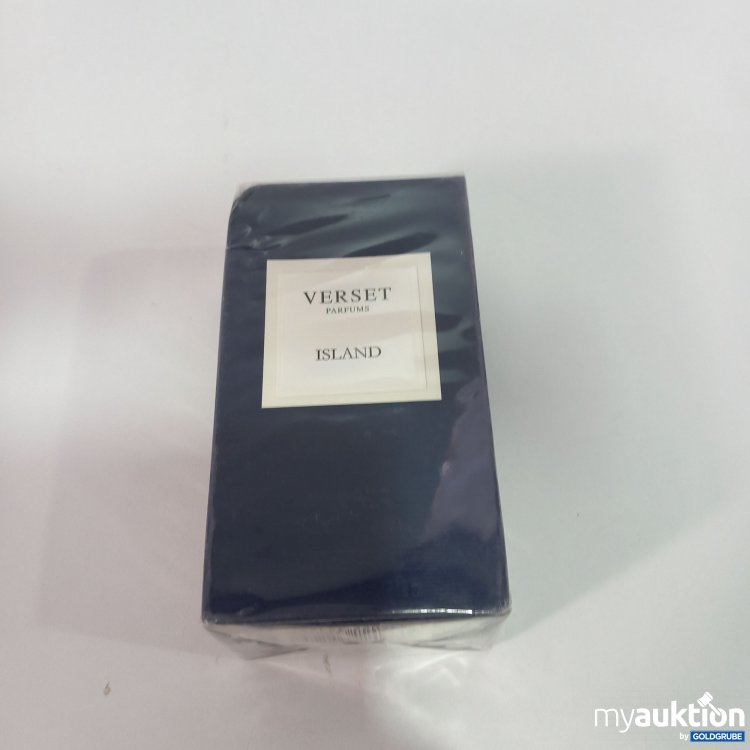 VERSET
PARFUMS
ISLAND
myauktion
by GOLDGRUBE